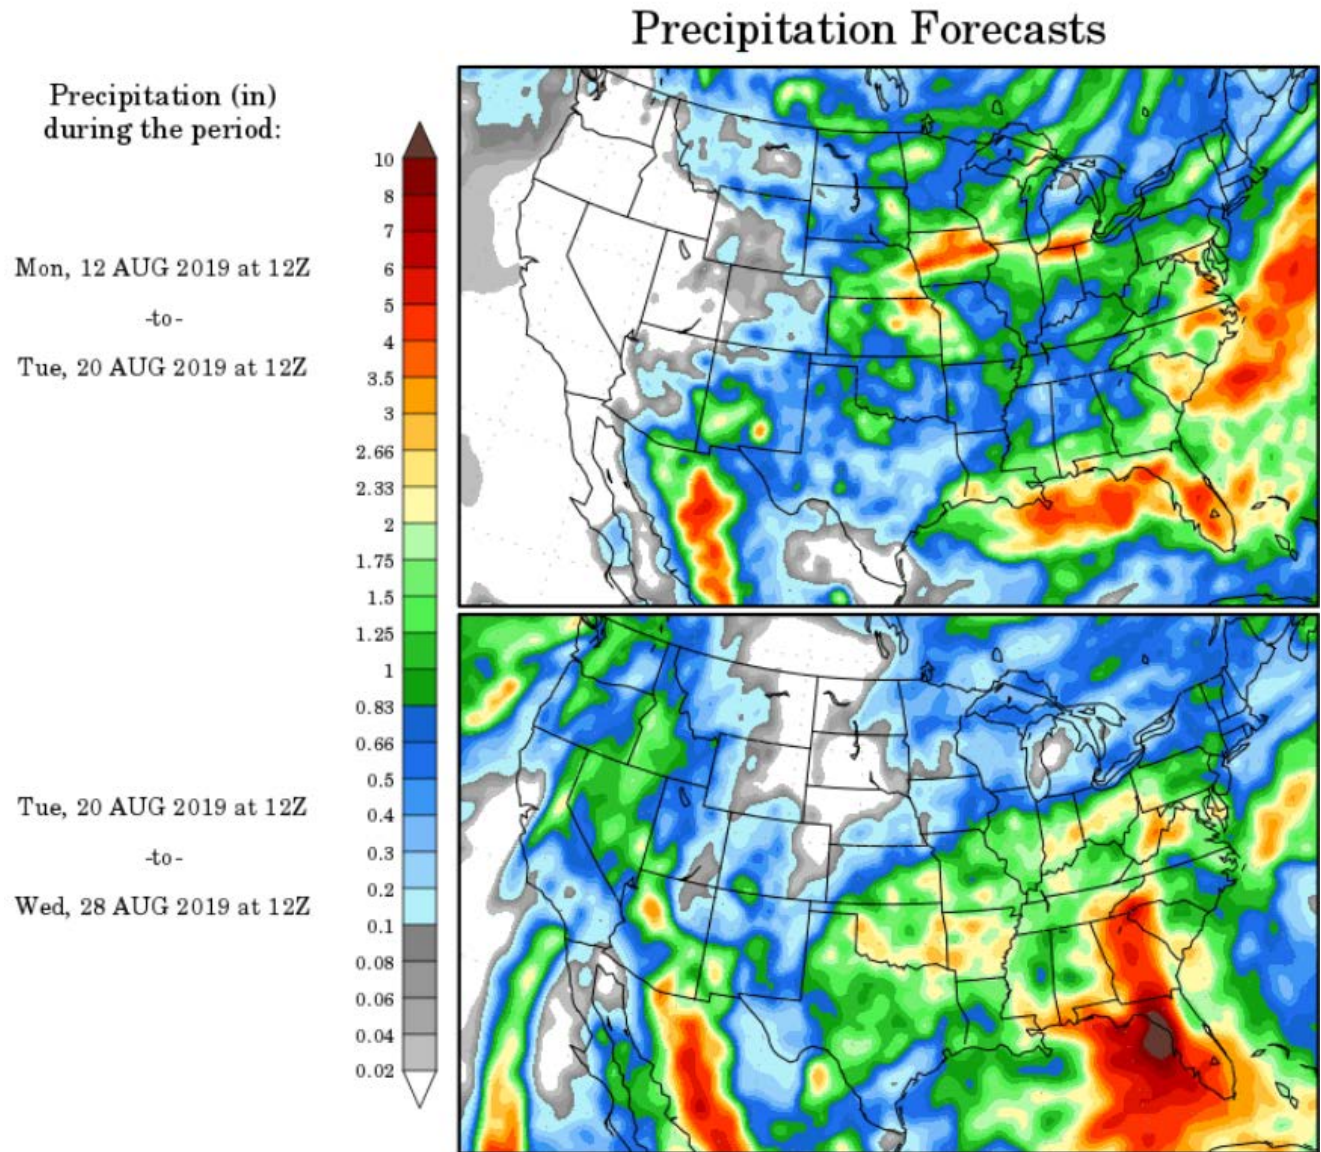 Precipitation Forecasts
Precipitation (in)
during the period:
Mon, 12 AUG 2019 at 12Z
-to-
Tue, 20 AUG 2019 at 12Z
Tue, 20 AUG 2019 at 12Z
-to-
Wed, 28 AUG 2019 at 12Z
10
8
7
6
5
4
3.5
3
2.66
2.33
2
1.75
1.5
1.25
1
0.83
0.66
0.5
0.4
0.3
0.2
0.1
0.08
0.06
0.04
0.02